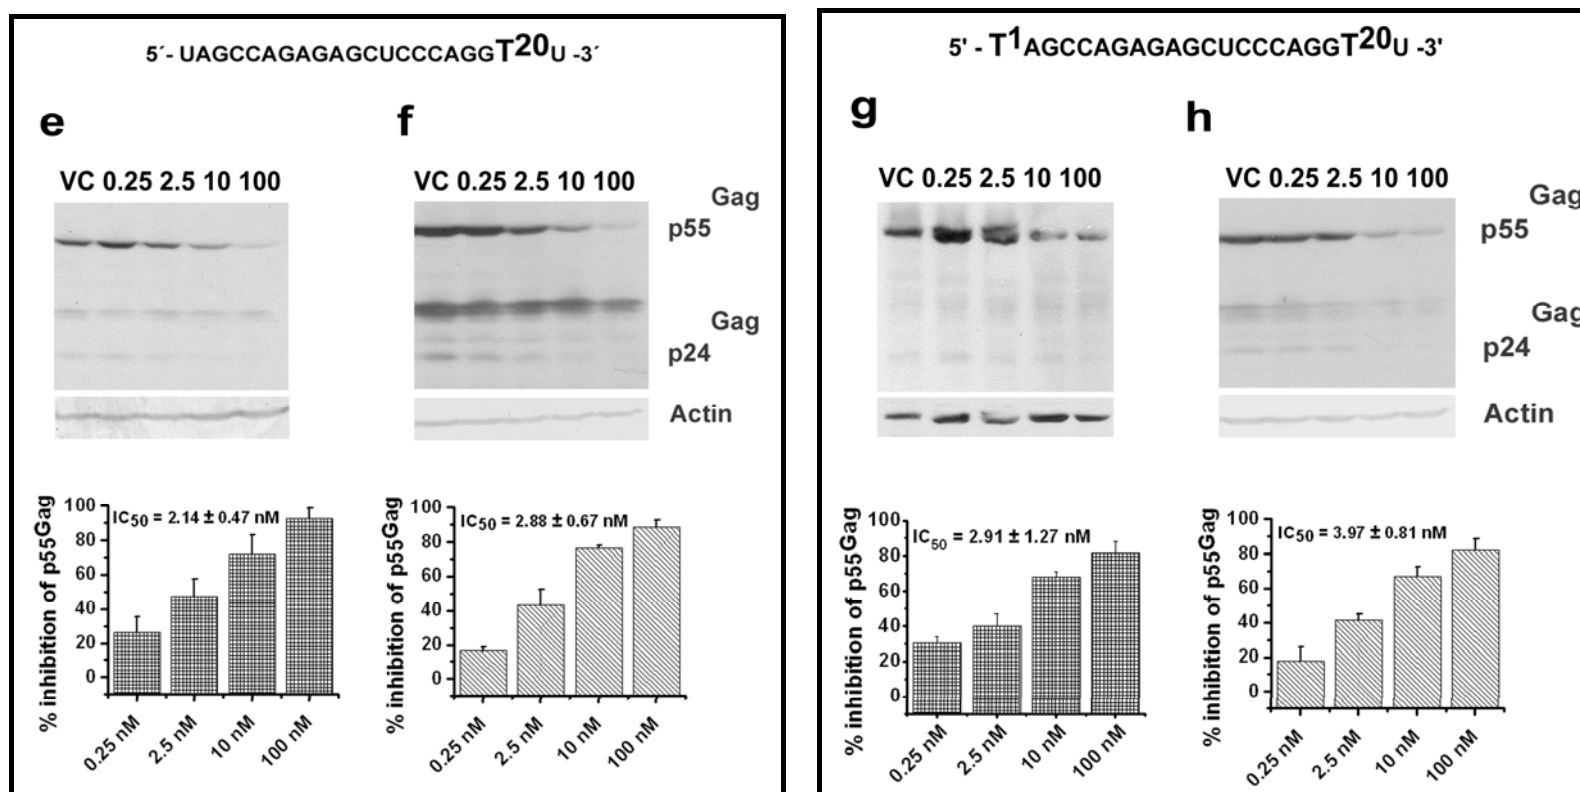 5´- UAGCCAGAGAGCUCCCAGGT20U -3´
e
f
VC 0.25 2.5 10 100
VC 0.25 2.5 10 100
Gag
p55
Gag
p24
Actin
% inhibition of p55Gag
100
80
60
40
20
0
IC50 = 2.14 ± 0.47 nM
0.25 nM
2.5 nM
10 nM
100 nM
% inhibition of p55Gag
100
80
60
40
20
0
IC50 = 2.88 ± 0.67 nM
0.25 nM
2.5 nM
10 nM
100 nM
5' - T1AGCCAGAGAGCUCCCAGGT20U -3'
g
h
VC 0.25 2.5 10 100
VC 0.25 2.5 10 100
Gag
p55
Gag
p24
Actin
% inhibition of p55Gag
100
80
60
40
20
0
IC50 = 2.91 ± 1.27 nM
0.25 nM
2.5 nM
10 nM
100 nM
% inhibition of p55Gag
100
80
60
40
20
0
IC50 = 3.97 ± 0.81 nM
0.25 nM
2.5 nM
10 nM
100 nM